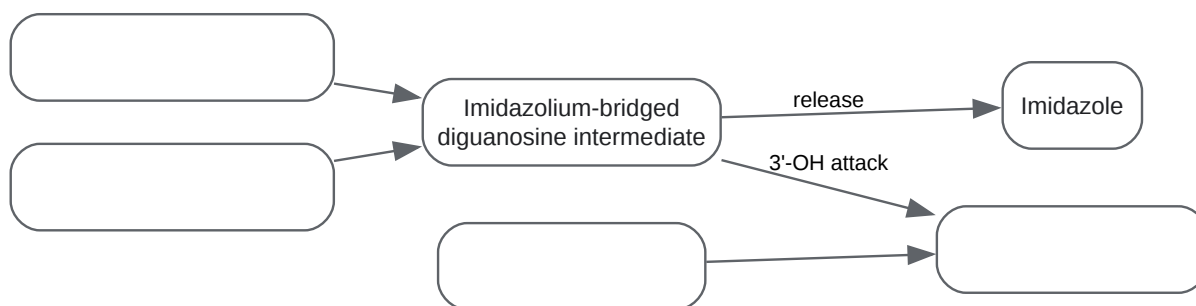 Imidazolium-bridged
diguanosine intermediate
release
Imidazole
3'-OH attack